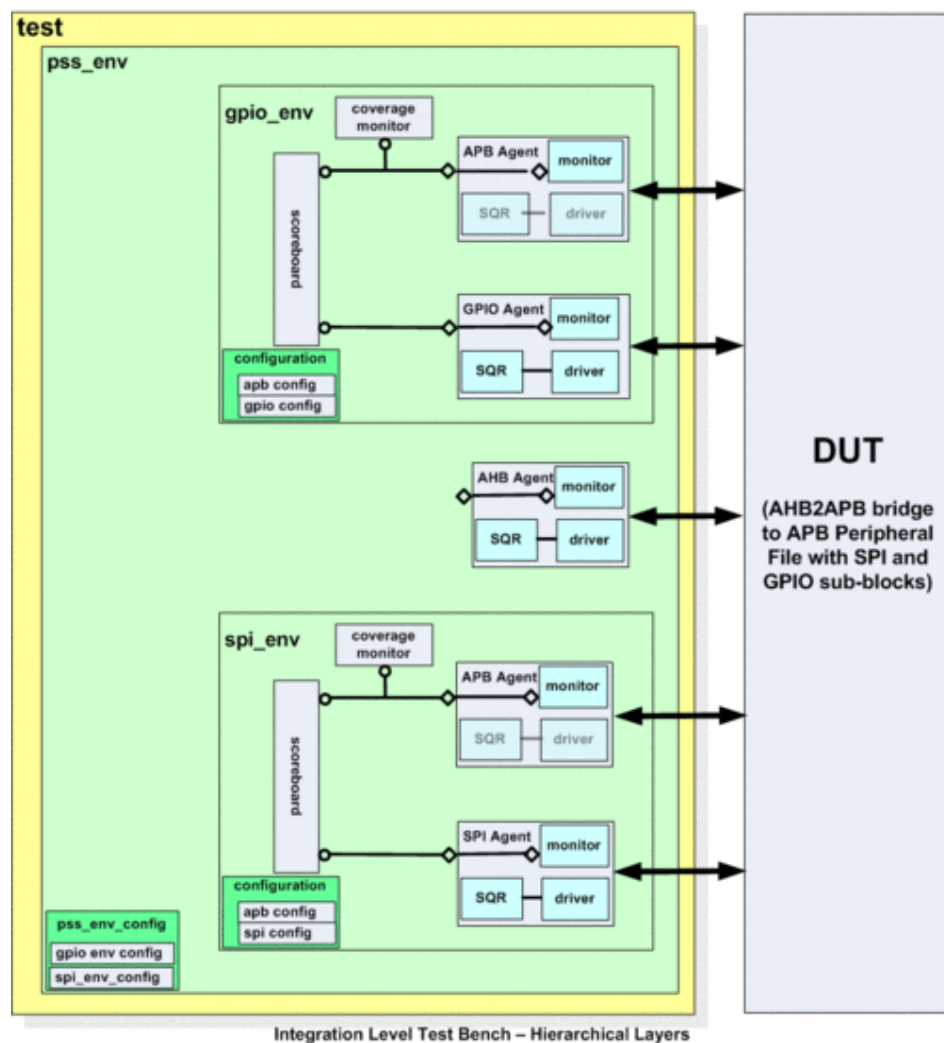 test
pss_env
gpio_env
coverage
monitor
scoreboard
APB Agent
monitor
SQR
driver
GPIO Agent
monitor
SQR
driver
configuration
apb config
gpio config
AHB Agent
monitor
SQR
driver
spi_env
coverage
monitor
scoreboard
APB Agent
monitor
SQR
driver
SPI Agent
monitor
SQR
driver
configuration
apb config
spi config
pss_env_config
gpio env config
spi_env_config
DUT
(AHB2APB bridge
to APB Peripheral
File with SPI and
GPIO sub-blocks)
Integration Level Test Bench – Hierarchical Layers